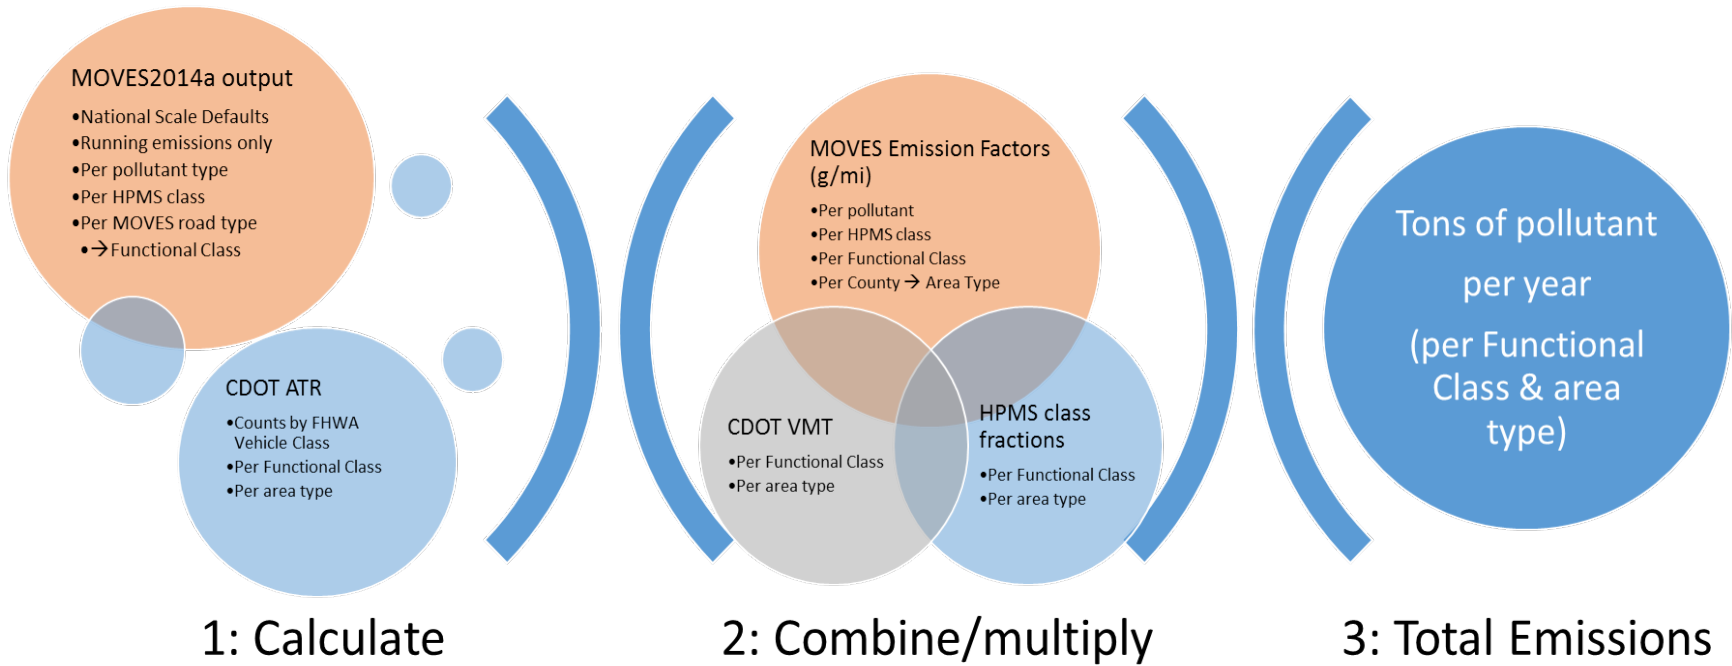 MOVES2014a output
•National Scale Defaults
•Running emissions only
•Per pollutant type
•Per HPMS class
•Per MOVES road type
•→Functional Class
CDOT ATR
•Counts by FHWA
Vehicle Class
•Per Functional Class
•Per area type
1: Calculate
MOVES Emission Factors
(g/mi)
•Per pollutant
•Per HPMS class
•Per Functional Class
•Per County → Area Type
CDOT VMT
•Per Functional Class
•Per area type
HPMS class
fractions
•Per Functional Class
•Per area type
2: Combine/multiply
Tons of pollutant
per year
(per Functional
Class & area
type)
3: Total Emissions